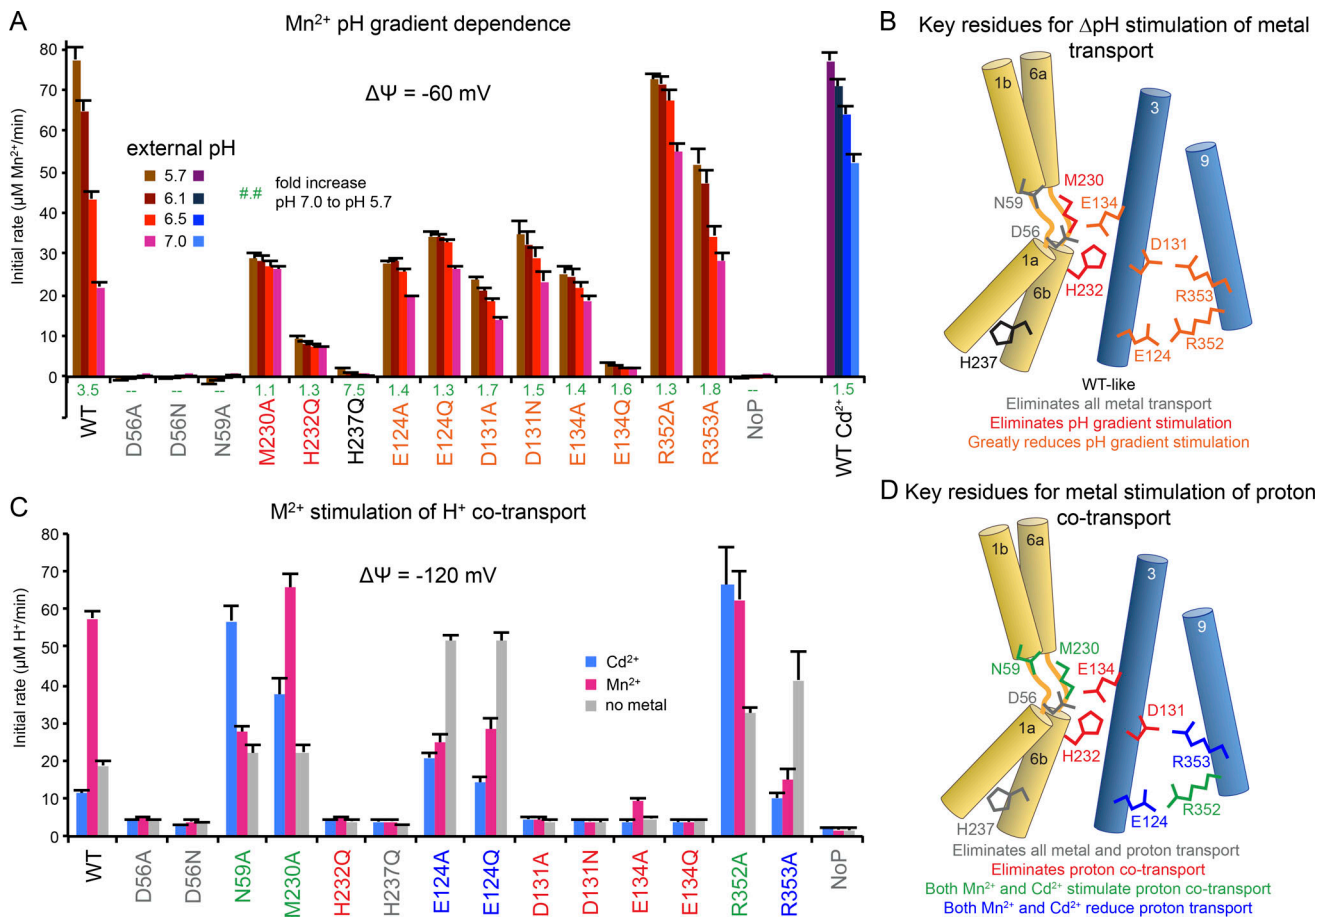 A
Mn²⁺ pH gradient dependence
ΔΨ = -60 mV
Initial rate (µM Mn²⁺/min)
80
70
60
50
40
30
20
10
0
external pH
5.7
6.1
6.5
7.0
#.#
fold increase
pH 7.0 to pH 5.7
3.5 -- -- -- 1.1 1.3 7.5 1.4 1.3 1.7 1.5 1.4 1.6 1.3 1.8 -- 1.5
WT D56A D56N N59A M230A H232Q H237Q E124A E124Q D131A D131N E134A E134Q R352A R353A NoP WT Cd²⁺
B
Key residues for ΔpH stimulation of metal
transport
1b
6a
3
9
M230
N59
E134
D56
D131
1a
H232
6b
R353
R352
E124
H237
WT-like
Eliminates all metal transport
Eliminates pH gradient stimulation
Greatly reduces pH gradient stimulation
C
M²⁺ stimulation of H⁺ co-transport
ΔΨ = -120 mV
Initial rate (µM H⁺/min)
80
70
60
50
40
30
20
10
0
Cd²⁺
Mn²⁺
no metal
WT D56A D56N N59A M230A H232Q H237Q E124A E124Q D131A D131N E134A E134Q R352A R353A NoP
D
Key residues for metal stimulation of proton
co-transport
1b
6a
3
9
M230
N59
E134
D56
D131
1a
H232
6b
R353
R352
E124
H237
Eliminates all metal and proton transport
Eliminates proton co-transport
Both Mn²⁺ and Cd²⁺ stimulate proton co-transport
Both Mn²⁺ and Cd²⁺ reduce proton transport